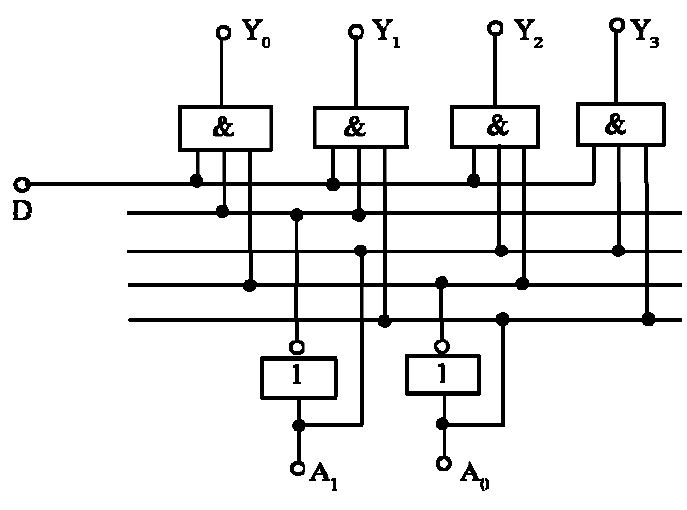 Y₀ Y₁ Y₂ Y₃
& & & &
D
1 1
A₁ A₀